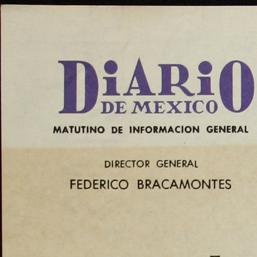 DiARiO
DE MEXICO
MATUTINO DE INFORMACION GENERAL
DIRECTOR GENERAL
FEDERICO BRACAMONTES